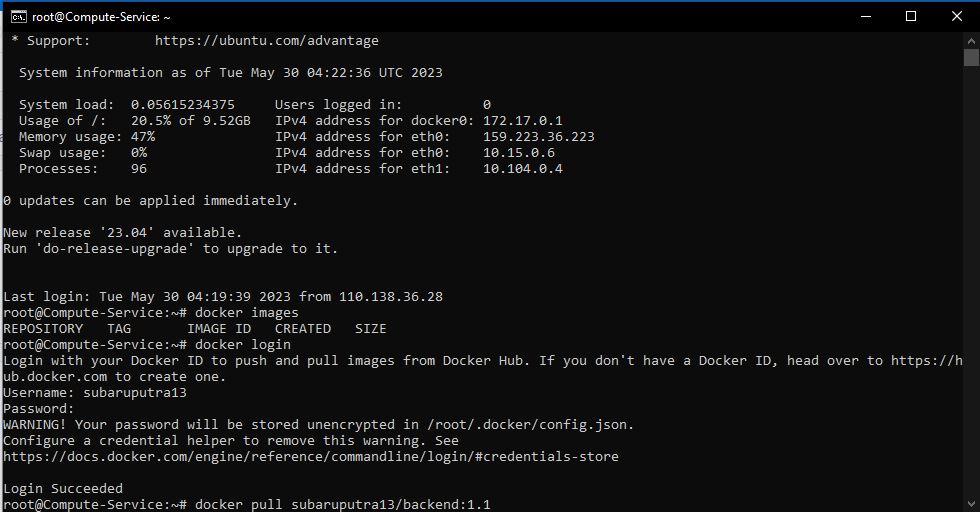 root@Compute-Service: ~
 * Support:        https://ubuntu.com/advantage
  System information as of Tue May 30 04:22:36 UTC 2023
  System load:  0.05615234375     Users logged in:          0
  Usage of /:   20.5% of 9.52GB   IPv4 address for docker0: 172.17.0.1
  Memory usage: 47%               IPv4 address for eth0:    159.223.36.223
  Swap usage:   0%                IPv4 address for eth0:    10.15.0.6
  Processes:    96                IPv4 address for eth1:    10.104.0.4
0 updates can be applied immediately.
New release '23.04' available.
Run 'do-release-upgrade' to upgrade to it.
Last login: Tue May 30 04:19:39 2023 from 110.138.36.28
root@Compute-Service:~# docker images
REPOSITORY   TAG       IMAGE ID   CREATED   SIZE
root@Compute-Service:~# docker login
Login with your Docker ID to push and pull images from Docker Hub. If you don't have a Docker ID, head over to https://h
ub.docker.com to create one.
Username: subaruputra13
Password:
WARNING! Your password will be stored unencrypted in /root/.docker/config.json.
Configure a credential helper to remove this warning. See
https://docs.docker.com/engine/reference/commandline/login/#credentials-store
Login Succeeded
root@Compute-Service:~# docker pull subaruputra13/backend:1.1